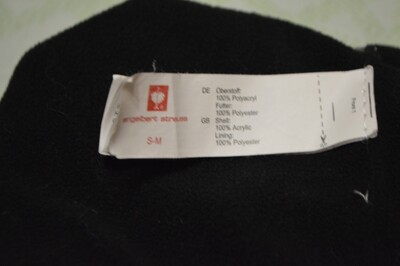 engelbert strauss
S-M
DE Oberstoff:
100% Polyacryl
Futter:
100% Polyester
GB Shell:
100% Acrylic
Lining:
100% Polyester